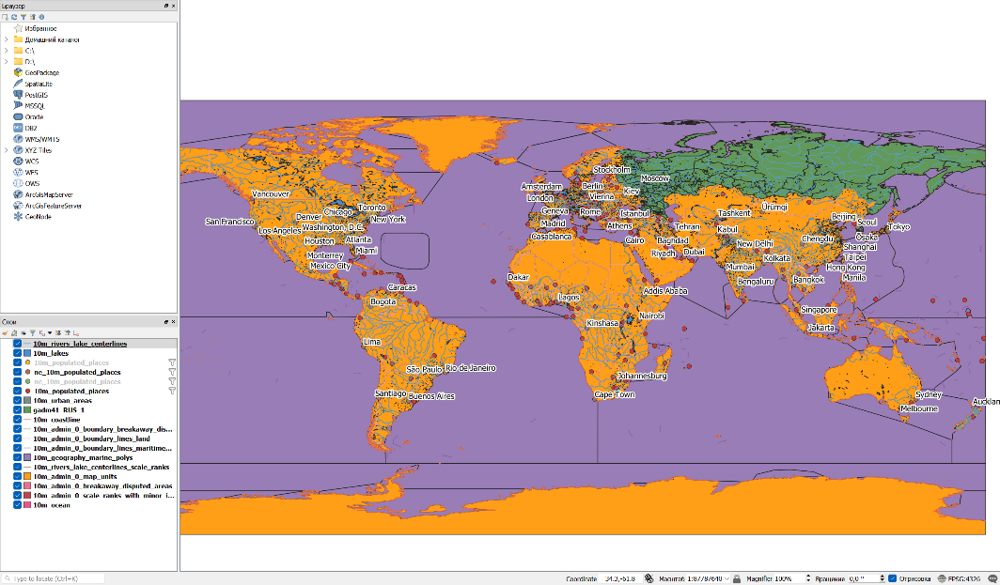 Браузер
Избранное
Домашний каталог
C:\
D:\
GeoPackage
SpatiaLite
PostGIS
MSSQL
Oracle
DB2
WMS/WMTS
XYZ Tiles
WCS
WFS
OWS
ArcGisMapServer
ArcGisFeatureServer
GeoNode
Слои
10m_rivers_lake_centerlines
10m_lakes
10m_populated_places
ne_10m_populated_places
ne_10m_populated_places
10m_populated_places
10m_urban_areas
gadm41_RUS_1
10m_coastline
10m_admin_0_boundary_breakaway_dis...
10m_admin_0_boundary_lines_land
10m_admin_0_boundary_lines_maritime...
10m_geography_marine_polys
10m_rivers_lake_centerlines_scale_ranks
10m_admin_0_map_units
10m_admin_0_breakaway_disputed_areas
10m_admin_0_scale_ranks_with_minor_i...
10m_ocean
Vancouver
Toronto
Chicago
Denver
New York
San Francisco
Washington, D.C.
Los Angeles
Houston
Atlanta
Miami
Monterrey
Mexico City
Caracas
Bogota
Lima
São Paulo
Rio de Janeiro
Santiago
Buenos Aires
Stockholm
Moscow
Amsterdam
Berlin
London
Vienna
Kiev
Geneva
Rome
Istanbul
Madrid
Athens
Casablanca
Cairo
Baghdad
Tehran
Riyadh
Dubai
Dakar
Lagos
Addis Ababa
Kinshasa
Nairobi
Johannesburg
Cape Town
Tashkent
Ürümqi
Kabul
Beijing
Seoul
Tokyo
New Delhi
Chengdu
Osaka
Kolkata
Shanghai
Mumbai
Taipei
Hong Kong
Bengaluru
Bangkok
Manila
Singapore
Jakarta
Sydney
Melbourne
Aucklan
Type to locate (Ctrl+K)
Coordinate 34.3,-61.8 Масштаб 1:87787640 Magnifier 100% Вращение 0,0 ° Отрисовка EPSG:4326